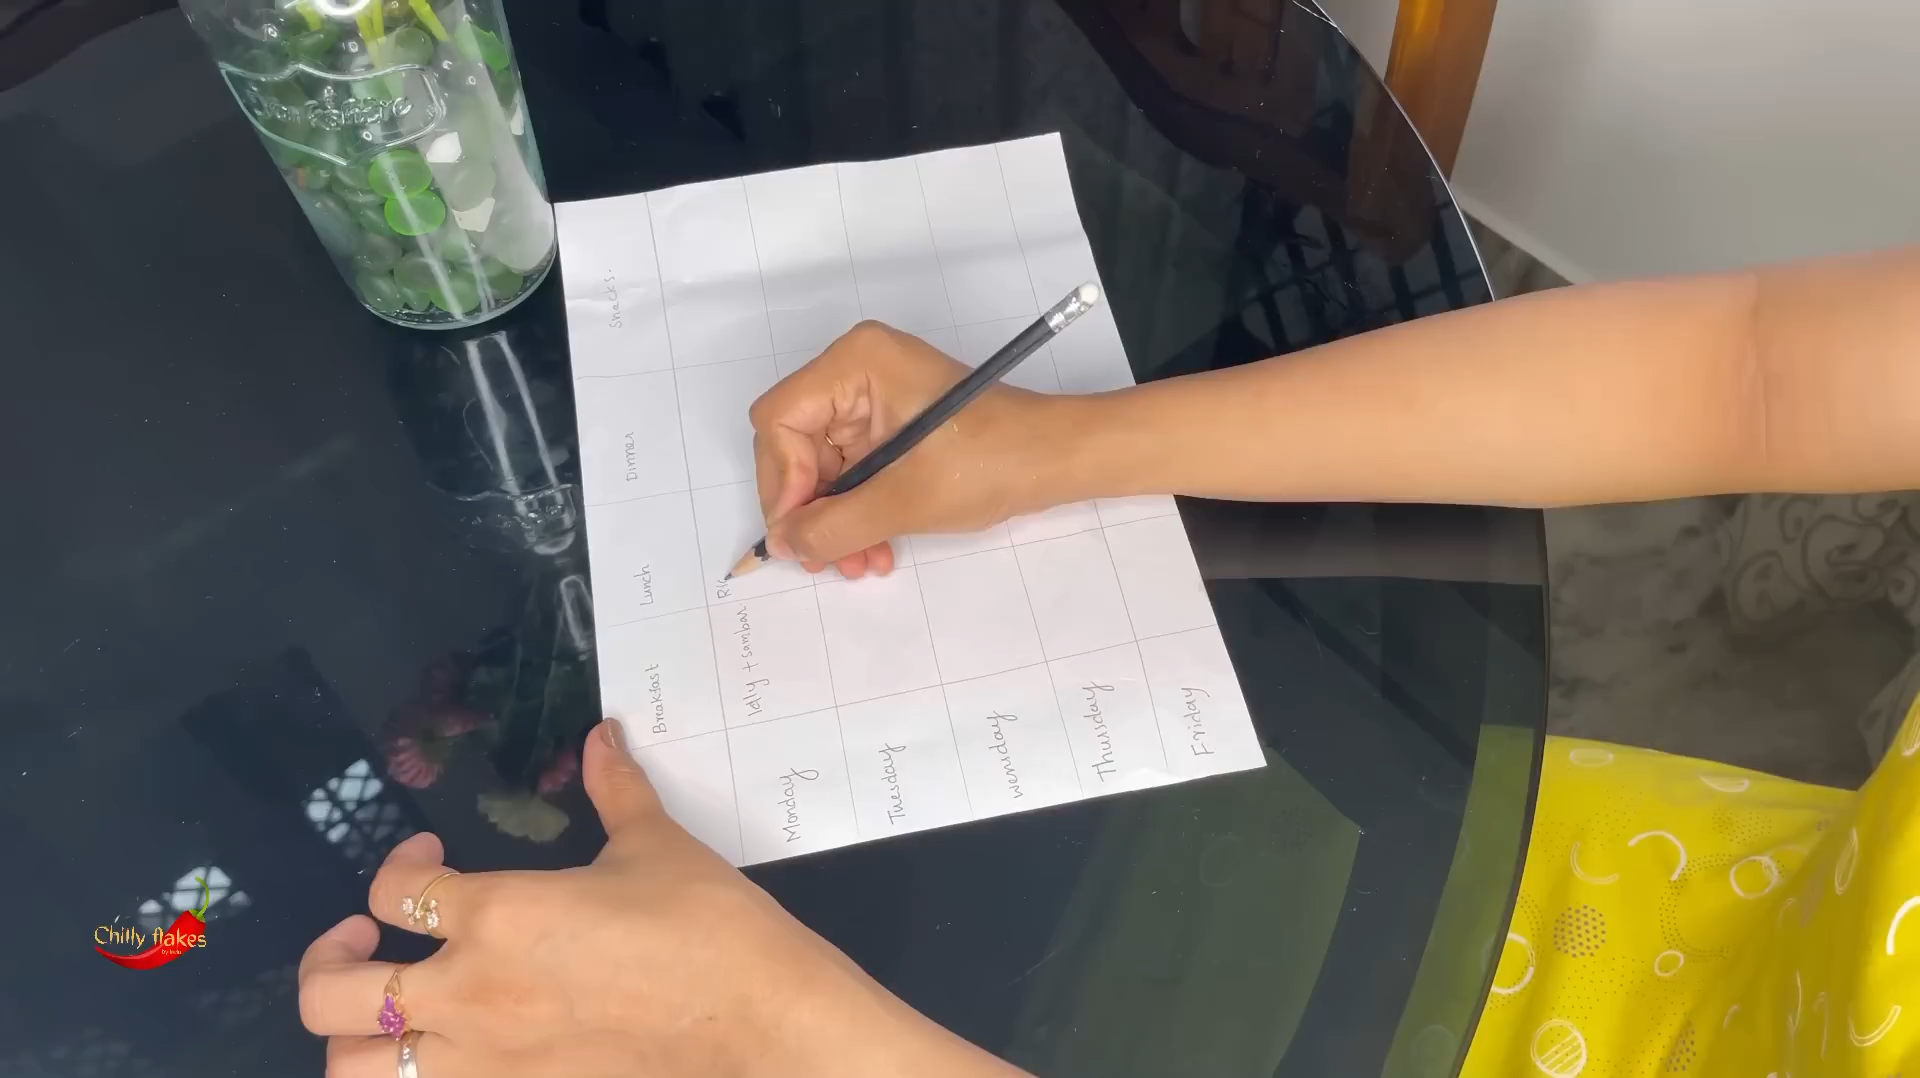 Breakfast Lunch Dinner Snacks.
Monday Idly + sambar
Tuesday
wensday
Thursday
Friday
Chilly flakes